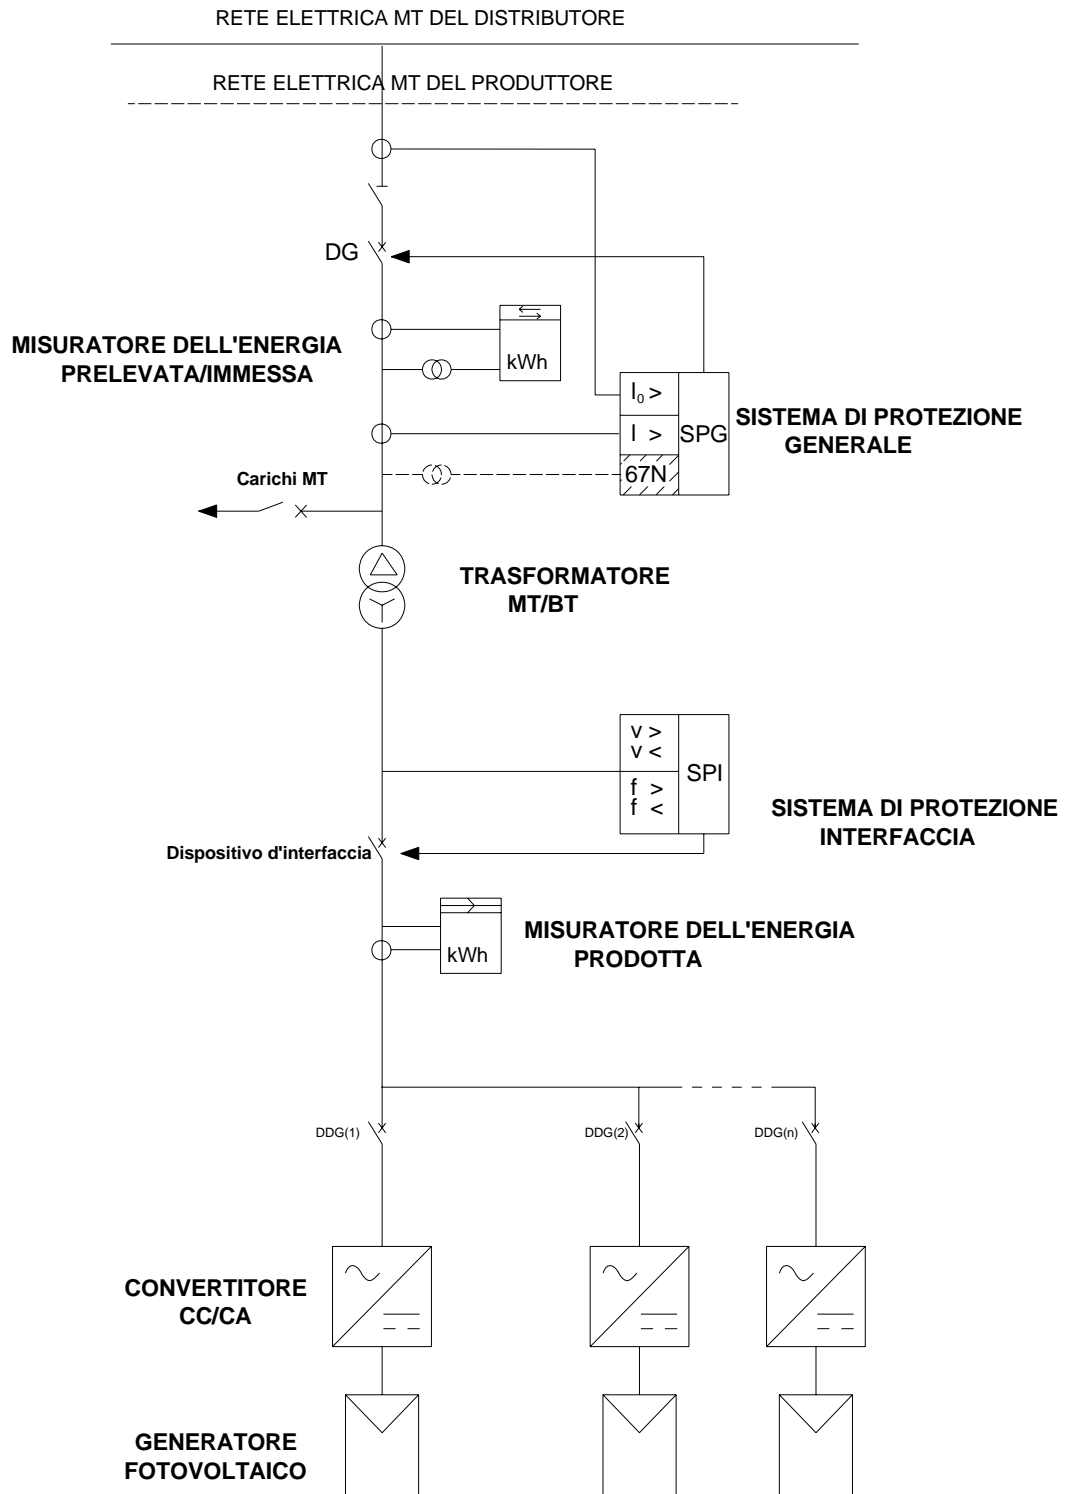 RETE ELETTRICA MT DEL DISTRIBUTORE
RETE ELETTRICA MT DEL PRODUTTORE
DG
MISURATORE DELL'ENERGIA
PRELEVATA/IMMESSA
kWh
I₀ >
I >
67N
SPG
SISTEMA DI PROTEZIONE
GENERALE
Carichi MT
TRASFORMATORE
MT/BT
v >
v <
f >
f <
SPI
SISTEMA DI PROTEZIONE
INTERFACCIA
Dispositivo d'interfaccia
kWh
MISURATORE DELL'ENERGIA
PRODOTTA
DDG(1)
DDG(2)
DDG(n)
CONVERTITORE
CC/CA
GENERATORE
FOTOVOLTAICO